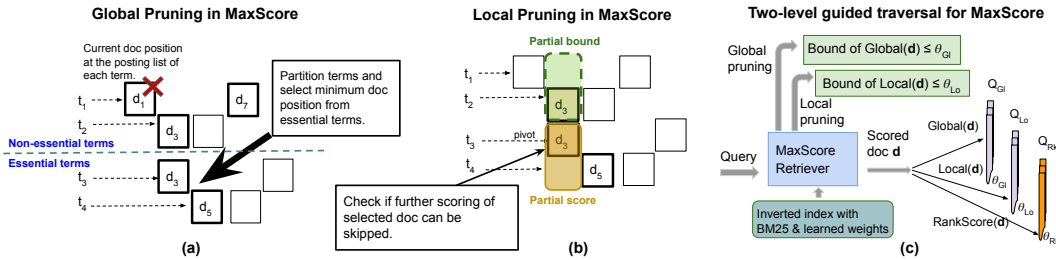 Global Pruning in MaxScore
Current doc position
at the posting list of
each term.
t1
d1
d7
t2
d3
Non-essential terms
Essential terms
t3
d3
t4
d5
Partition terms and
select minimum doc
position from
essential terms.
(a)
Local Pruning in MaxScore
Partial bound
t1
t2
d3
pivot
t3
d3
t4
d5
Partial score
Check if further scoring of
selected doc can be
skipped.
(b)
Two-level guided traversal for MaxScore
Global
pruning
Bound of Global(d) ≤ θGl
Bound of Local(d) ≤ θLo
Local
pruning
Query
MaxScore
Retriever
Scored
doc d
Inverted index with
BM25 & learned weights
Global(d)
Local(d)
RankScore(d)
QGl
QLo
QRk
θGl
θLo
(c)